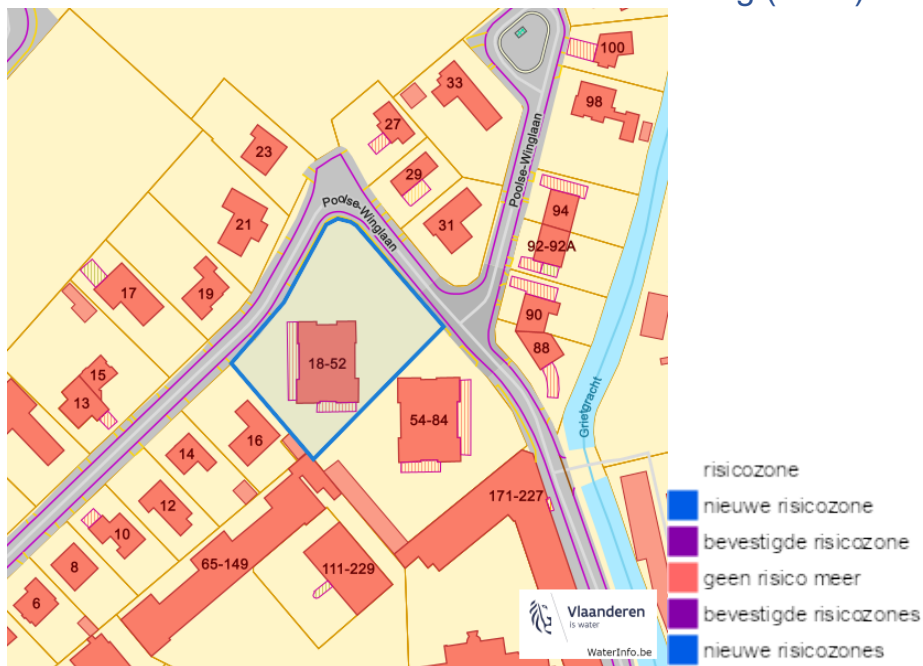 100
33
98
27
23
29
Poolse-Winglaan
Poolse-Winglaan
94
31
21
92-92A
17
19
90
88
18-52
15
13
54-84
Grietgracht
16
14
171-227
12
10
65-149
111-229
8
6
Vlaanderen
is water
WaterInfo.be
risicozone
nieuwe risicozone
bevestigde risicozone
geen risico meer
bevestigde risicozones
nieuwe risicozones